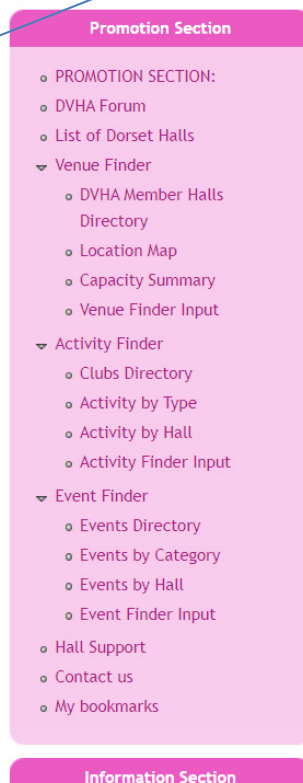 Promotion Section
PROMOTION SECTION:
DVHA Forum
List of Dorset Halls
Venue Finder
DVHA Member Halls
Directory
Location Map
Capacity Summary
Venue Finder Input
Activity Finder
Clubs Directory
Activity by Type
Activity by Hall
Activity Finder Input
Event Finder
Events Directory
Events by Category
Events by Hall
Event Finder Input
Hall Support
Contact us
My bookmarks
Information Section